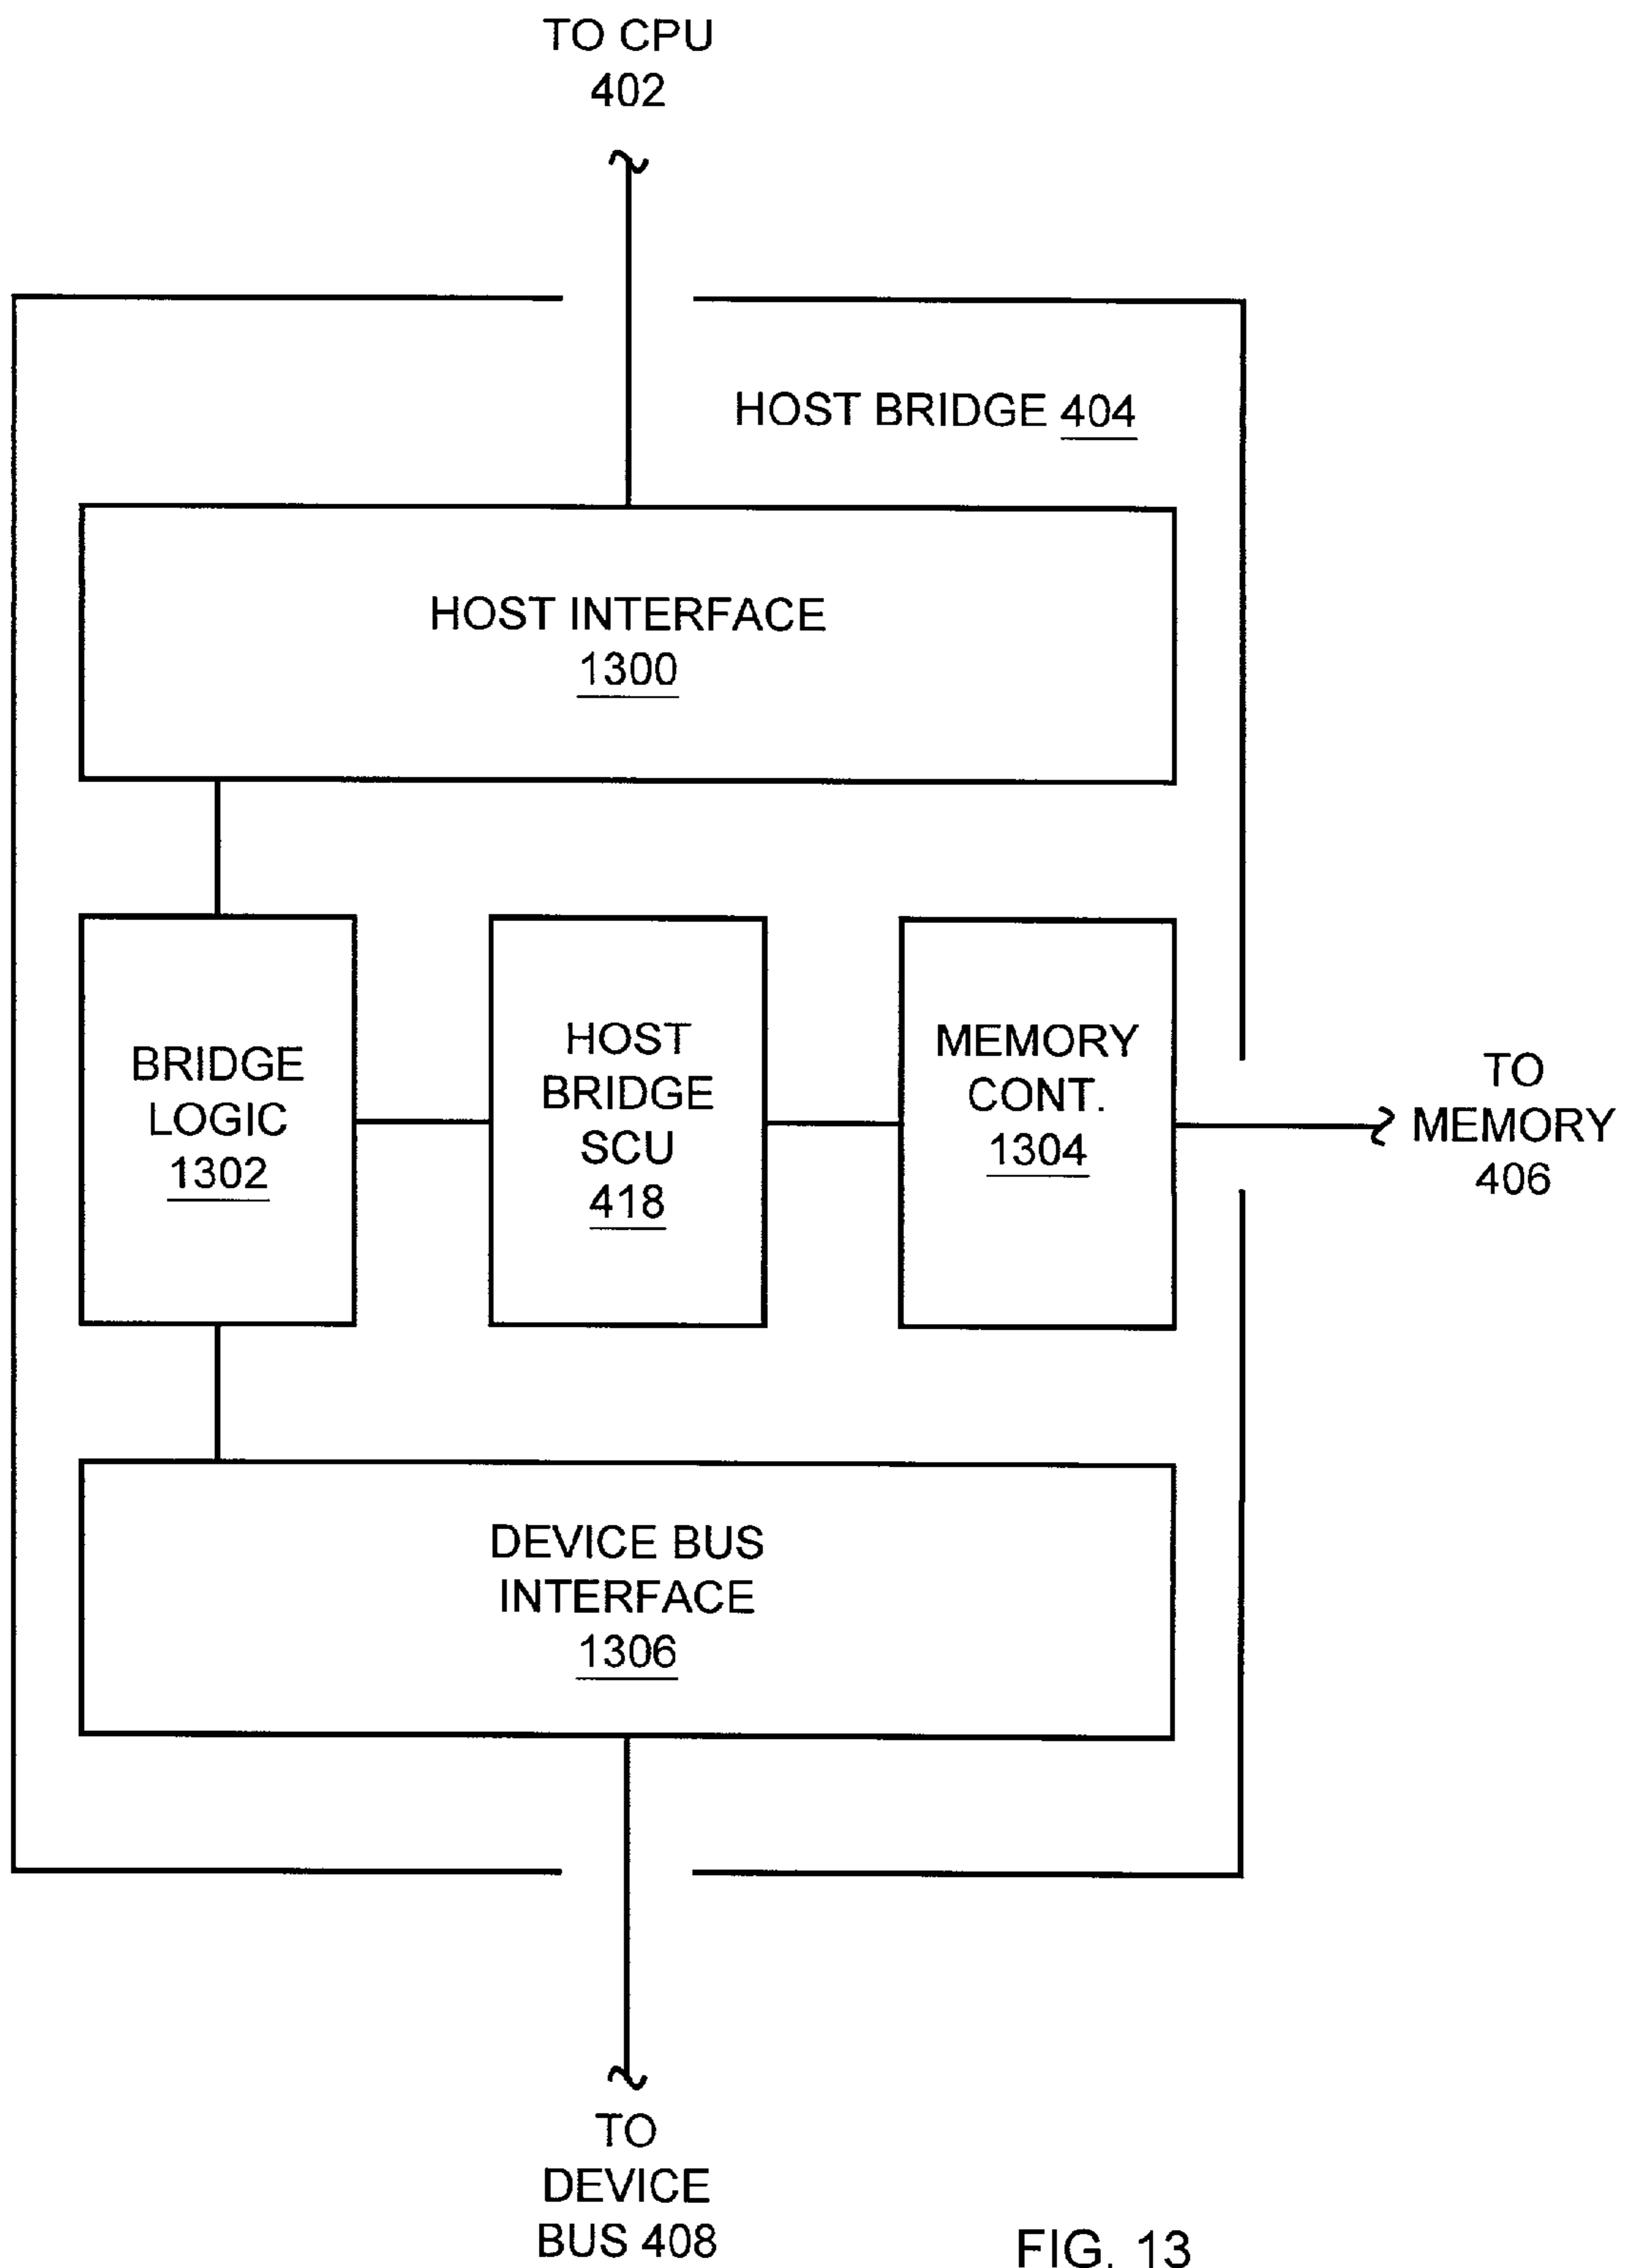 TO CPU
402
HOST BRIDGE 404
HOST INTERFACE
1300
BRIDGE
LOGIC
1302
HOST
BRIDGE
SCU
418
MEMORY
CONT.
1304
TO
MEMORY
406
DEVICE BUS
INTERFACE
1306
TO
DEVICE
BUS 408
FIG. 13